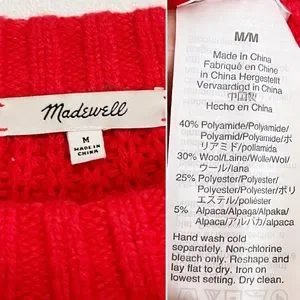 Madewell
M
MADE IN
CHINA
M/M
Made in China
Fabriqué en Chine
In China Hergestellt
Vervaardigd in China
中国製
Hecho en China
40% Polyamide/Polyamide/
Polyamid/Polyamide/ポ
リアミド/poliamida
30% Wool/Laine/Wolle/Wol/
ウール/lana
25% Polyester/Polyester/
Polyester/Polyester/ポリ
エステル/poliéster
5% Alpaca/Alpaga/Alpaka/
Alpaca/アルパカ/alpaca
Hand wash cold
separately. Non-chlorine
bleach only. Reshape and
lay flat to dry. Iron on
lowest setting. Dry clean.